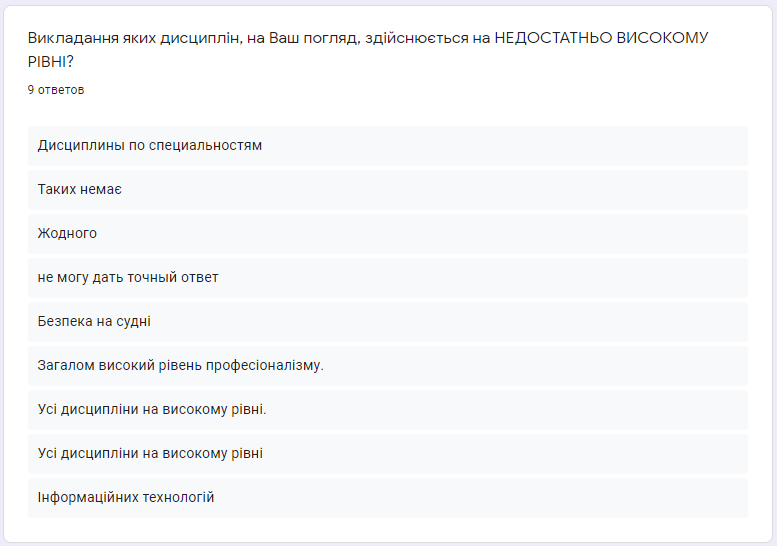 Викладання яких дисциплін, на Ваш погляд, здійснюється на НЕДОСТАТНЬО ВИСОКОМУ
РІВНІ?
9 ответов
Дисциплины по специальностям
Таких немає
Жодного
не могу дать точный ответ
Безпека на судні
Загалом високий рівень професіоналізму.
Усі дисципліни на високому рівні.
Усі дисципліни на високому рівні
Інформаційних технологій